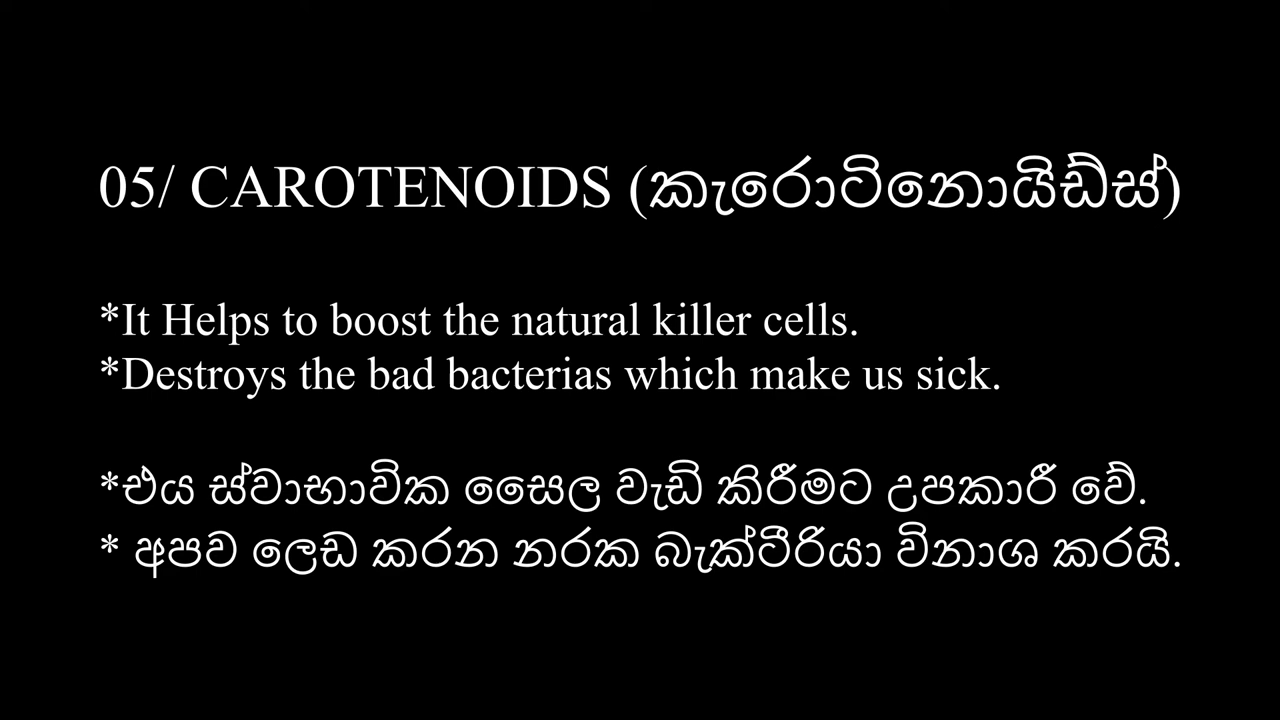 05/ CAROTENOIDS (කැරොටිනොයිඩ්ස්)
*It Helps to boost the natural killer cells.
*Destroys the bad bacterias which make us sick.
*එය ස්වාභාවික සෛල වැඩි කිරීමට උපකාරී වේ.
* අපව ලෙඩ කරන නරක බැක්ටීරියා විනාශ කරයි.